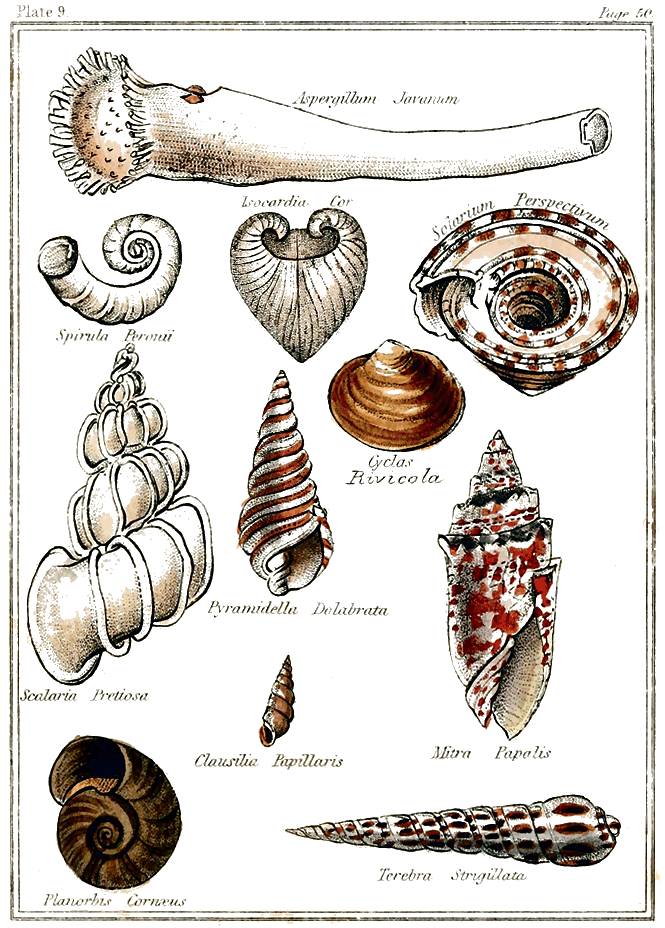 Plate 9.
Page 50.
Aspergillum Javanum
Isocardia Cor
Solarium Perspectivum
Spirula Peronii
Cyclas
Rivicola
Pyramidella Dolabrata
Scalaria Pretiosa
Clausilia Papillaris
Mitra Papalis
Terebra Strigillata
Planorbis Corneus